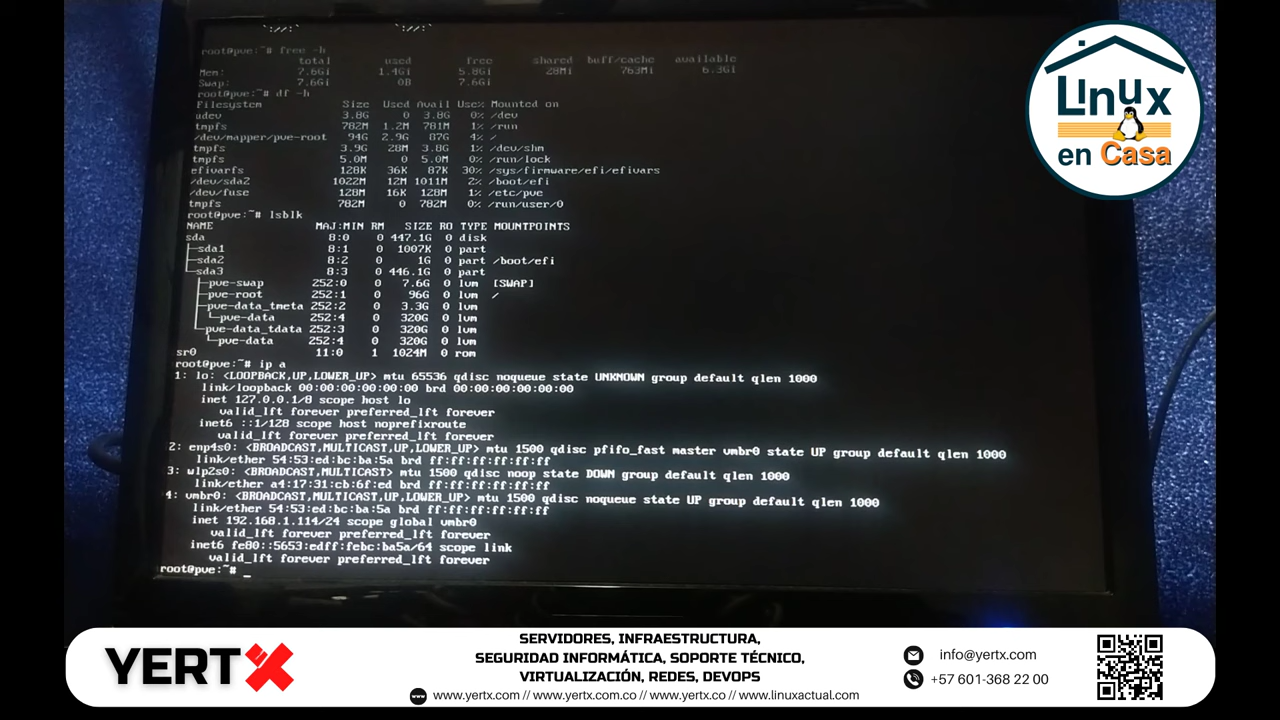 root@pve:~# free -h
total used free shared buff/cache available
Mem: 7.6Gi 1.4Gi 5.8Gi 28Mi 763Mi 6.3Gi
Swap: 7.6Gi 0B 7.6Gi
root@pve:~# df -h
Filesystem Size Used Avail Use% Mounted on
udev 3.8G 0 3.8G 0% /dev
tmpfs 782M 1.2M 781M 1% /run
/dev/mapper/pve-root 94G 2.9G 87G 4% /
tmpfs 3.9G 28M 3.8G 1% /dev/shm
tmpfs 5.0M 0 5.0M 0% /run/lock
efivarfs 128K 36K 87K 30% /sys/firmware/efi/efivars
/dev/sda2 1022M 12M 1011M 2% /boot/efi
/dev/fuse 128M 16K 128M 1% /etc/pve
tmpfs 782M 0 782M 0% /run/user/0
root@pve:~# lsblk
NAME MAJ:MIN RM SIZE RO TYPE MOUNTPOINTS
sda 8:0 0 447.1G 0 disk
├─sda1 8:1 0 1007K 0 part
├─sda2 8:2 0 1G 0 part /boot/efi
└─sda3 8:3 0 446.1G 0 part
├─pve-swap 252:0 0 7.6G 0 lvm [SWAP]
├─pve-root 252:1 0 96G 0 lvm /
├─pve-data_tmeta 252:2 0 3.3G 0 lvm
│ └─pve-data 252:4 0 320G 0 lvm
└─pve-data_tdata 252:3 0 320G 0 lvm
└─pve-data 252:4 0 320G 0 lvm
sr0 11:0 1 1024M 0 rom
root@pve:~# ip a
1: lo: <LOOPBACK,UP,LOWER_UP> mtu 65536 qdisc noqueue state UNKNOWN group default qlen 1000
link/loopback 00:00:00:00:00:00 brd 00:00:00:00:00:00
inet 127.0.0.1/8 scope host lo
valid_lft forever preferred_lft forever
inet6 ::1/128 scope host noprefixroute
valid_lft forever preferred_lft forever
2: enp4s0: <BROADCAST,MULTICAST,UP,LOWER_UP> mtu 1500 qdisc pfifo_fast master vmbr0 state UP group default qlen 1000
link/ether 54:53:ed:bc:ba:5a brd ff:ff:ff:ff:ff:ff
3: wlp2s0: <BROADCAST,MULTICAST> mtu 1500 qdisc noop state DOWN group default qlen 1000
link/ether a4:17:31:cb:6f:ed brd ff:ff:ff:ff:ff:ff
4: vmbr0: <BROADCAST,MULTICAST,UP,LOWER_UP> mtu 1500 qdisc noqueue state UP group default qlen 1000
link/ether 54:53:ed:bc:ba:5a brd ff:ff:ff:ff:ff:ff
inet 192.168.1.114/24 scope global vmbr0
valid_lft forever preferred_lft forever
inet6 fe80::5653:edff:febc:ba5a/64 scope link
valid_lft forever preferred_lft forever
root@pve:~# _
Linux
en Casa
YERTX
SERVIDORES, INFRAESTRUCTURA,
SEGURIDAD INFORMÁTICA, SOPORTE TÉCNICO,
VIRTUALIZACIÓN, REDES, DEVOPS
www.yertx.com // www.yertx.com.co // www.yertx.co // www.linuxactual.com
info@yertx.com
+57 601-368 22 00